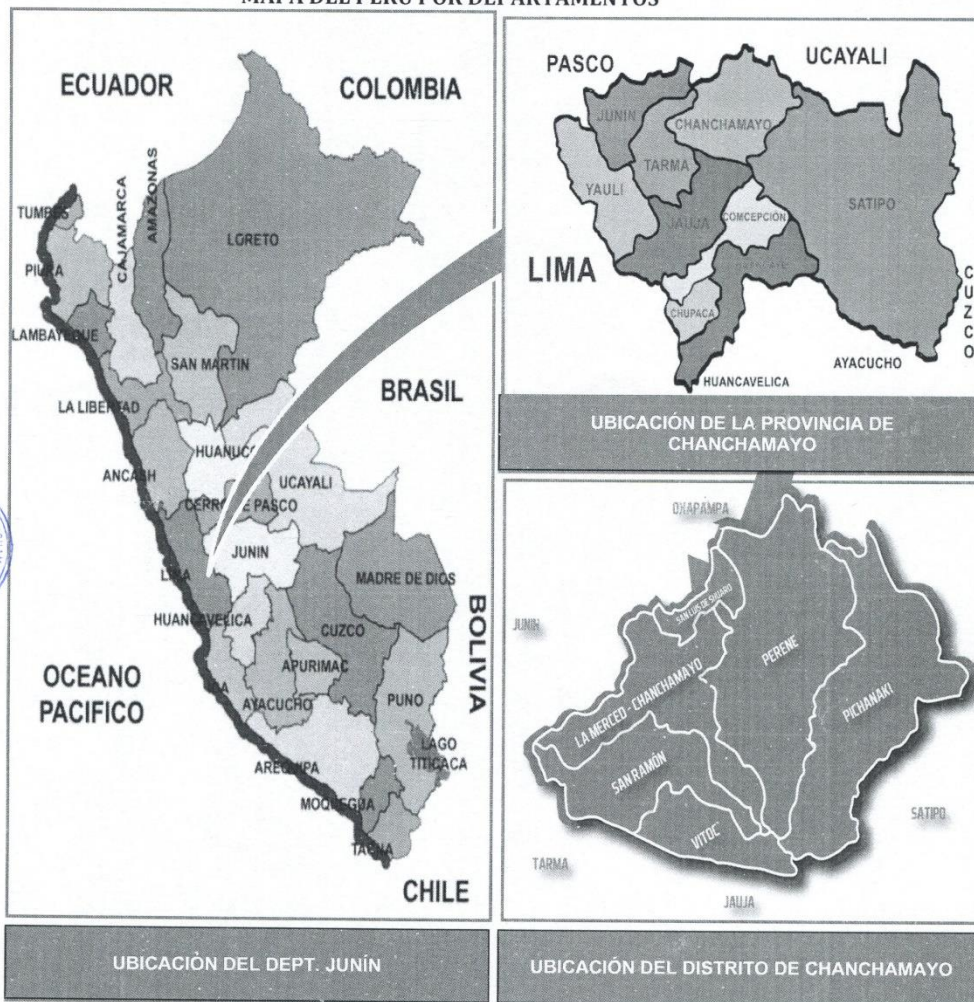 MAPA DEL PERÚ POR DEPARTAMENTOS
ECUADOR
COLOMBIA
TUMBES
CAJAMARCA
AMAZONAS
LORETO
PIURA
LAMBAYEQUE
SAN MARTIN
LA LIBERTAD
BRASIL
HUANUCO
ANCASH
UCAYALI
CERRO DE PASCO
JUNIN
LIMA
MADRE DE DIOS
HUANCAVELICA
CUZCO
BOLIVIA
OCEANO
PACIFICO
APURIMAC
AYACUCHO
PUNO
LAGO
TITICACA
AREQUIPA
MOQUEGUA
TACNA
CHILE
UBICACIÓN DEL DEPT. JUNÍN
PASCO
UCAYALI
JUNIN
CHANCHAMAYO
TARMA
YAULI
SATIPO
JAUJA
COMCEPCIÓN
LIMA
CUZCO
CHUPACA
AYACUCHO
HUANCAVELICA
UBICACIÓN DE LA PROVINCIA DE
CHANCHAMAYO
OXAPAMPA
SAN LUIS DE SHUARO
JUNIN
PERENE
LA MERCED - CHANCHAMAYO
PICHANAKI
SAN RAMÓN
VITOC
SATIPO
TARMA
JAUJA
UBICACIÓN DEL DISTRITO DE CHANCHAMAYO